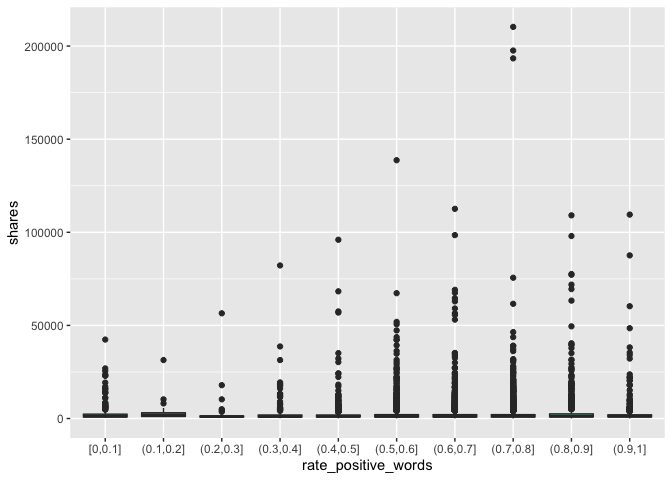 200000
150000
100000
50000
0
shares
[0,0.1] (0.1,0.2] (0.2,0.3] (0.3,0.4] (0.4,0.5] (0.5,0.6] (0.6,0.7] (0.7,0.8] (0.8,0.9] (0.9,1]
rate_positive_words